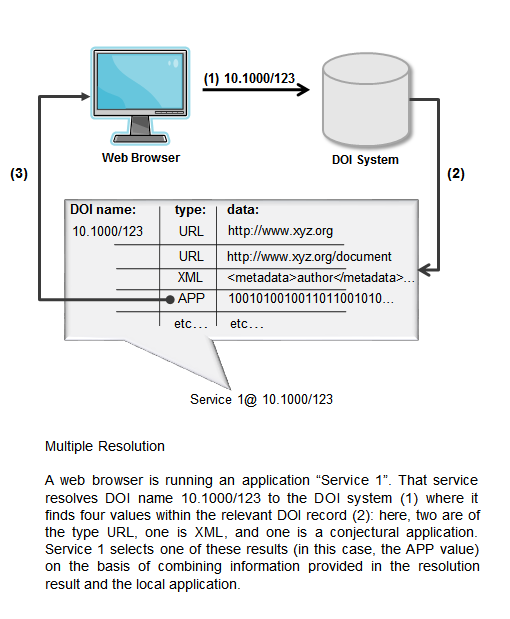 (1) 10.1000/123
Web Browser
DOI System
(3)
(2)
DOI name: type: data:
10.1000/123 URL http://www.xyz.org
URL http://www.xyz.org/document
XML <metadata>author</metadata>...
APP 1001010010011011001010...
etc... etc...
Service 1@ 10.1000/123
Multiple Resolution
A web browser is running an application “Service 1”. That service
resolves DOI name 10.1000/123 to the DOI system (1) where it
finds four values within the relevant DOI record (2): here, two are of
the type URL, one is XML, and one is a conjectural application.
Service 1 selects one of these results (in this case, the APP value)
on the basis of combining information provided in the resolution
result and the local application.